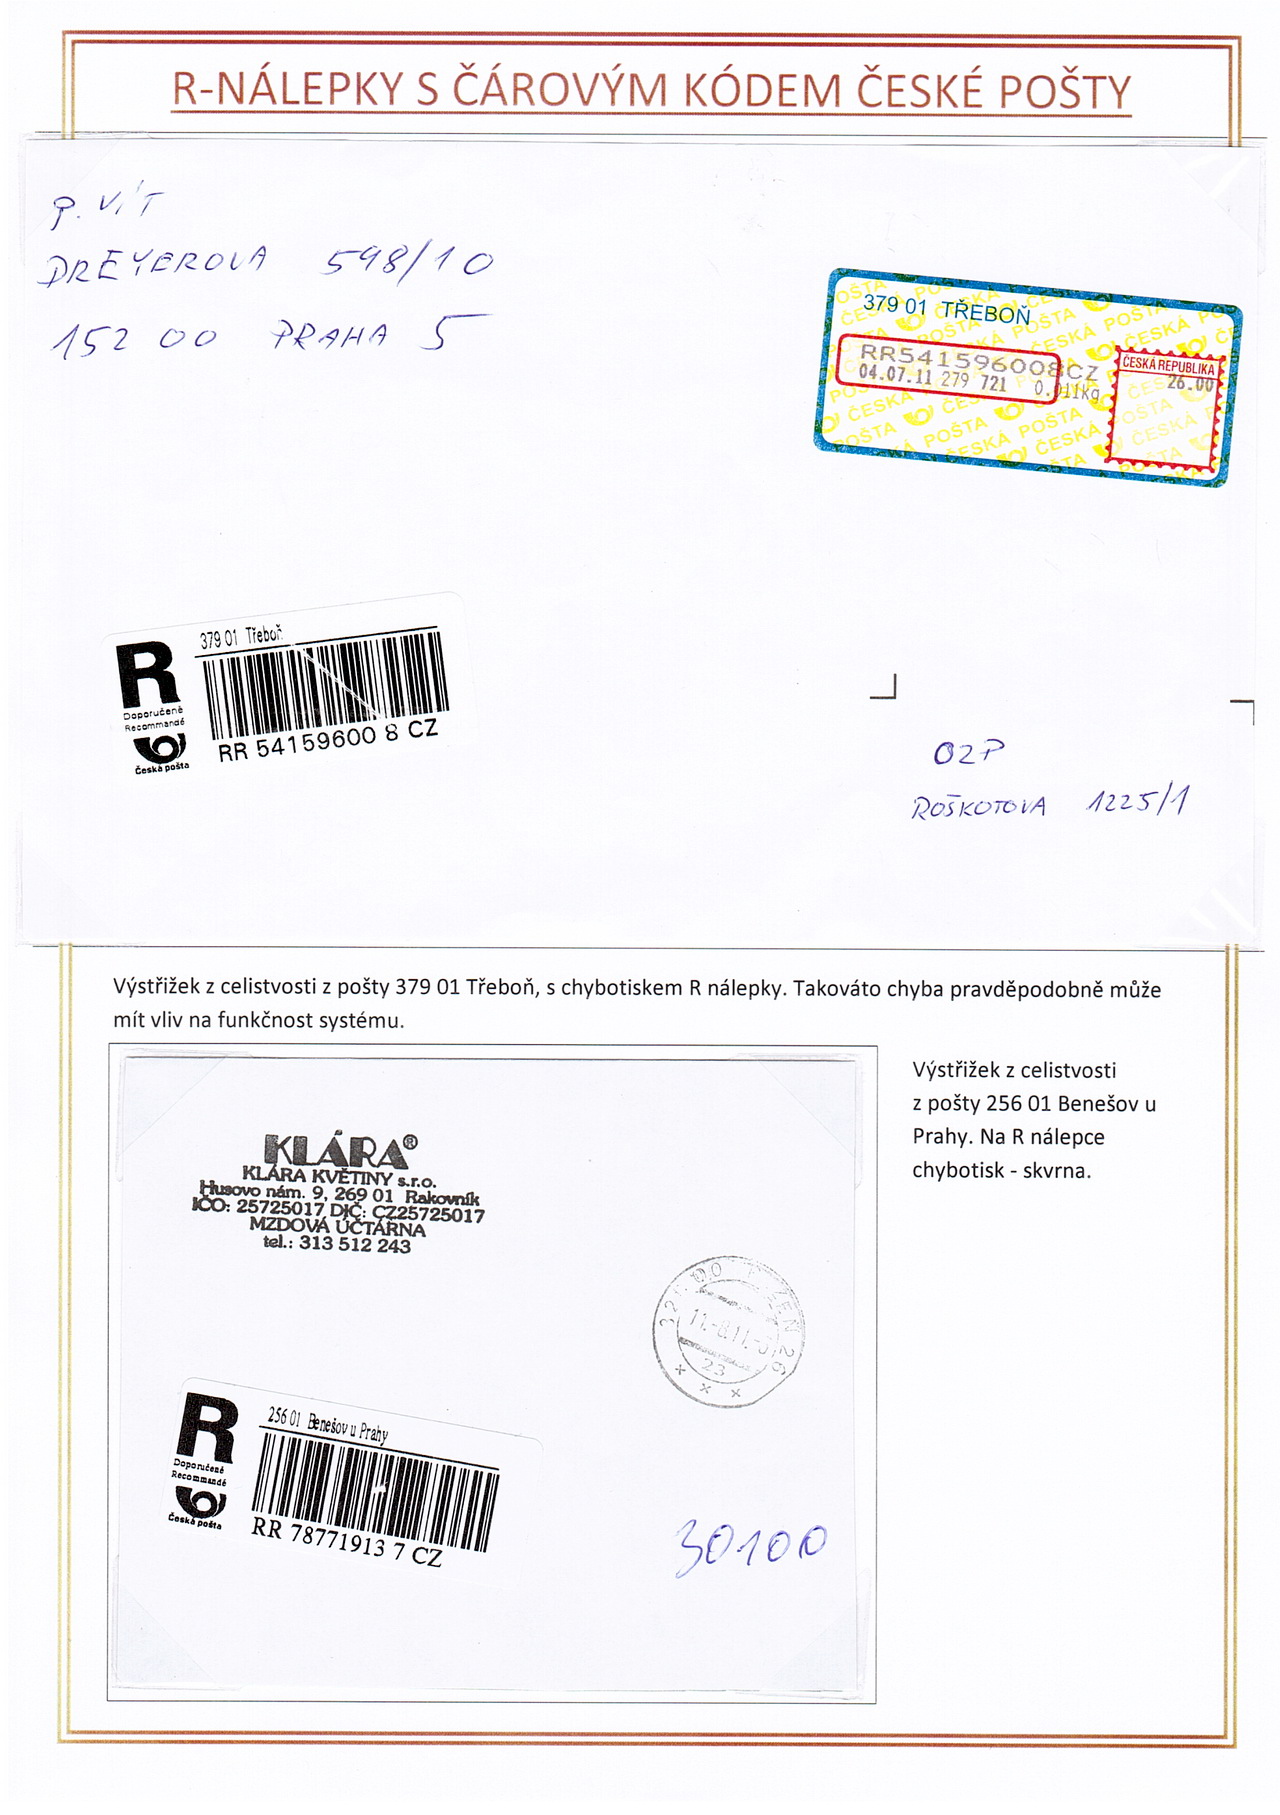 R-NÁLEPKY S ČÁROVÝM KÓDEM ČESKÉ POŠTY
P. VÍT
DREYEROVA 598/10
152 00 PRAHA 5
379 01 TŘEBOŇ
RR541596008CZ
04.07.11 279 721 0.011kg
ČESKÁ REPUBLIKA
26.00
R
Doporučeně
Recommandé
Česká pošta
379 01 Třeboň
RR 54159600 8 CZ
OZP
ROŠKOTOVA 1225/1
Výstřižek z celistvosti z pošty 379 01 Třeboň, s chybotiskem R nálepky. Takováto chyba pravděpodobně může
mít vliv na funkčnost systému.
KLÁRA®
KLÁRA KVĚTINY s.r.o.
Husovo nám. 9, 269 01 Rakovník
IČO: 25725017, DIČ: CZ25725017
MZDOVÁ ÚČTÁRNA
tel.: 313 512 243
23
R
Doporučeně
Recommandé
Česká pošta
256 01 Benešov u Prahy
RR 78771913 7 CZ
30100
Výstřižek z celistvosti
z pošty 256 01 Benešov u
Prahy. Na R nálepce
chybotisk - skvrna.